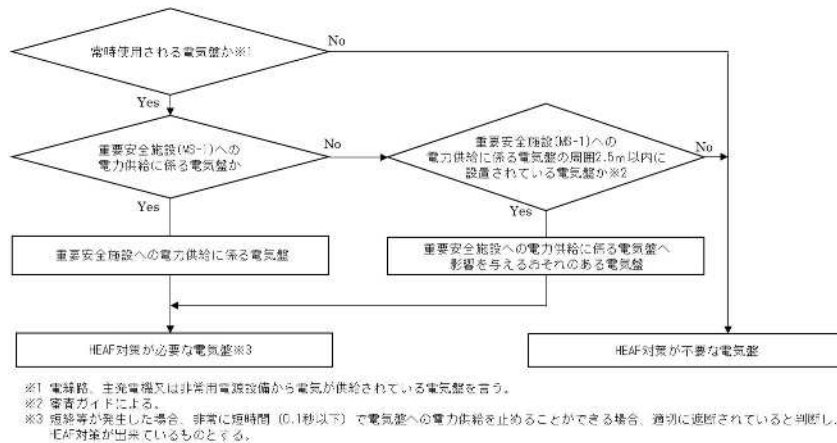 常時使用される電気盤か※1
No
Yes
重要安全施設(MS-1)への
電力供給に係る電気盤か
No
重要安全施設(MS-1)への
電力供給に係る電気盤の周囲2.5m以内に
設置されている電気盤か※2
No
Yes
Yes
重要安全施設への電力供給に係る電気盤
重要安全施設への電力供給に係る電気盤へ
影響を与えるおそれのある電気盤
HEAF対策が必要な電気盤※3
HEAF対策が不要な電気盤
※1 電線路、主発電機又は非常用電源設備から電気が供給されている電気盤を言う。
※2 審査ガイドによる。
※3 短絡等が発生した場合、非常に短時間（0.1秒以下）で電気盤への電力供給を止めることができる場合、適切に遮断されていると判断し、
HEAF対策が出来ているものとする。